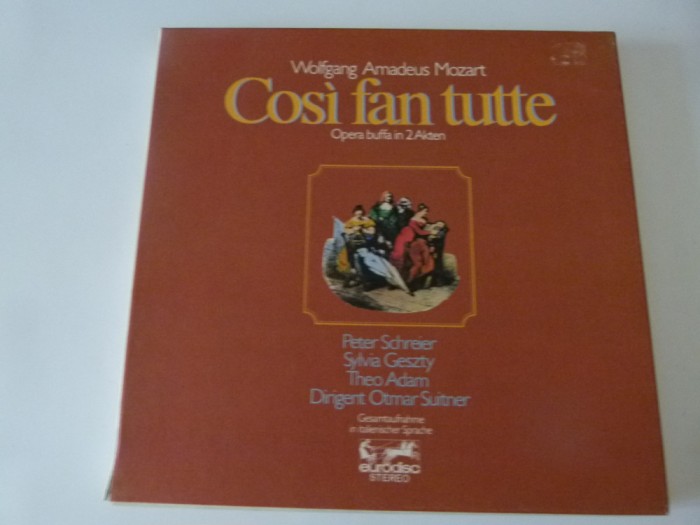 Wolfgang Amadeus Mozart
Così fan tutte
Opera buffa in 2 Akten
Peter Schreier
Sylvia Geszty
Theo Adam
Dirigent Otmar Suitner
Gesamtaufnahme
in italienischer Sprache
eurodisc
STEREO